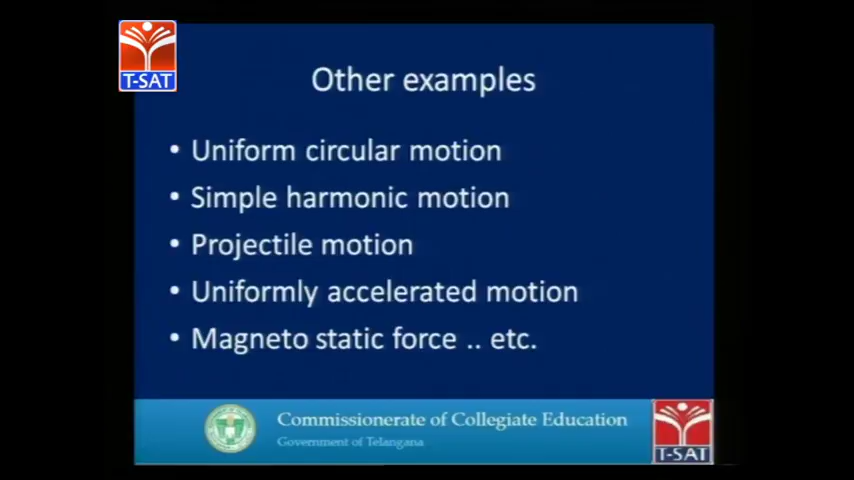 T-SAT
Other examples
• Uniform circular motion
• Simple harmonic motion
• Projectile motion
• Uniformly accelerated motion
• Magneto static force .. etc.
Commissionerate of Collegiate Education
Government of Telangana
T-SAT